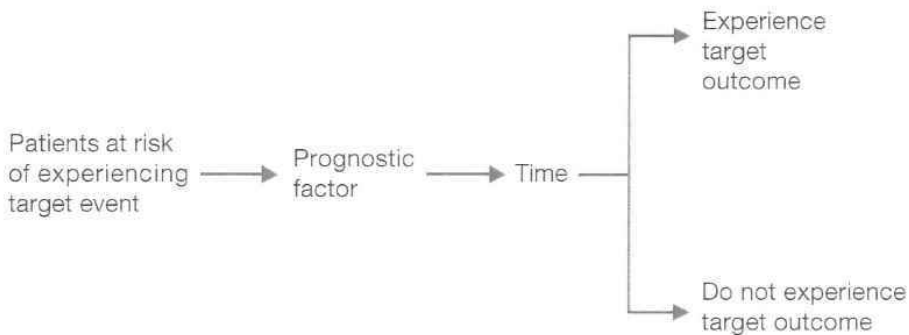 Patients at risk
of experiencing
target event
Prognostic
factor
Time
Experience
target
outcome
Do not experience
target outcome